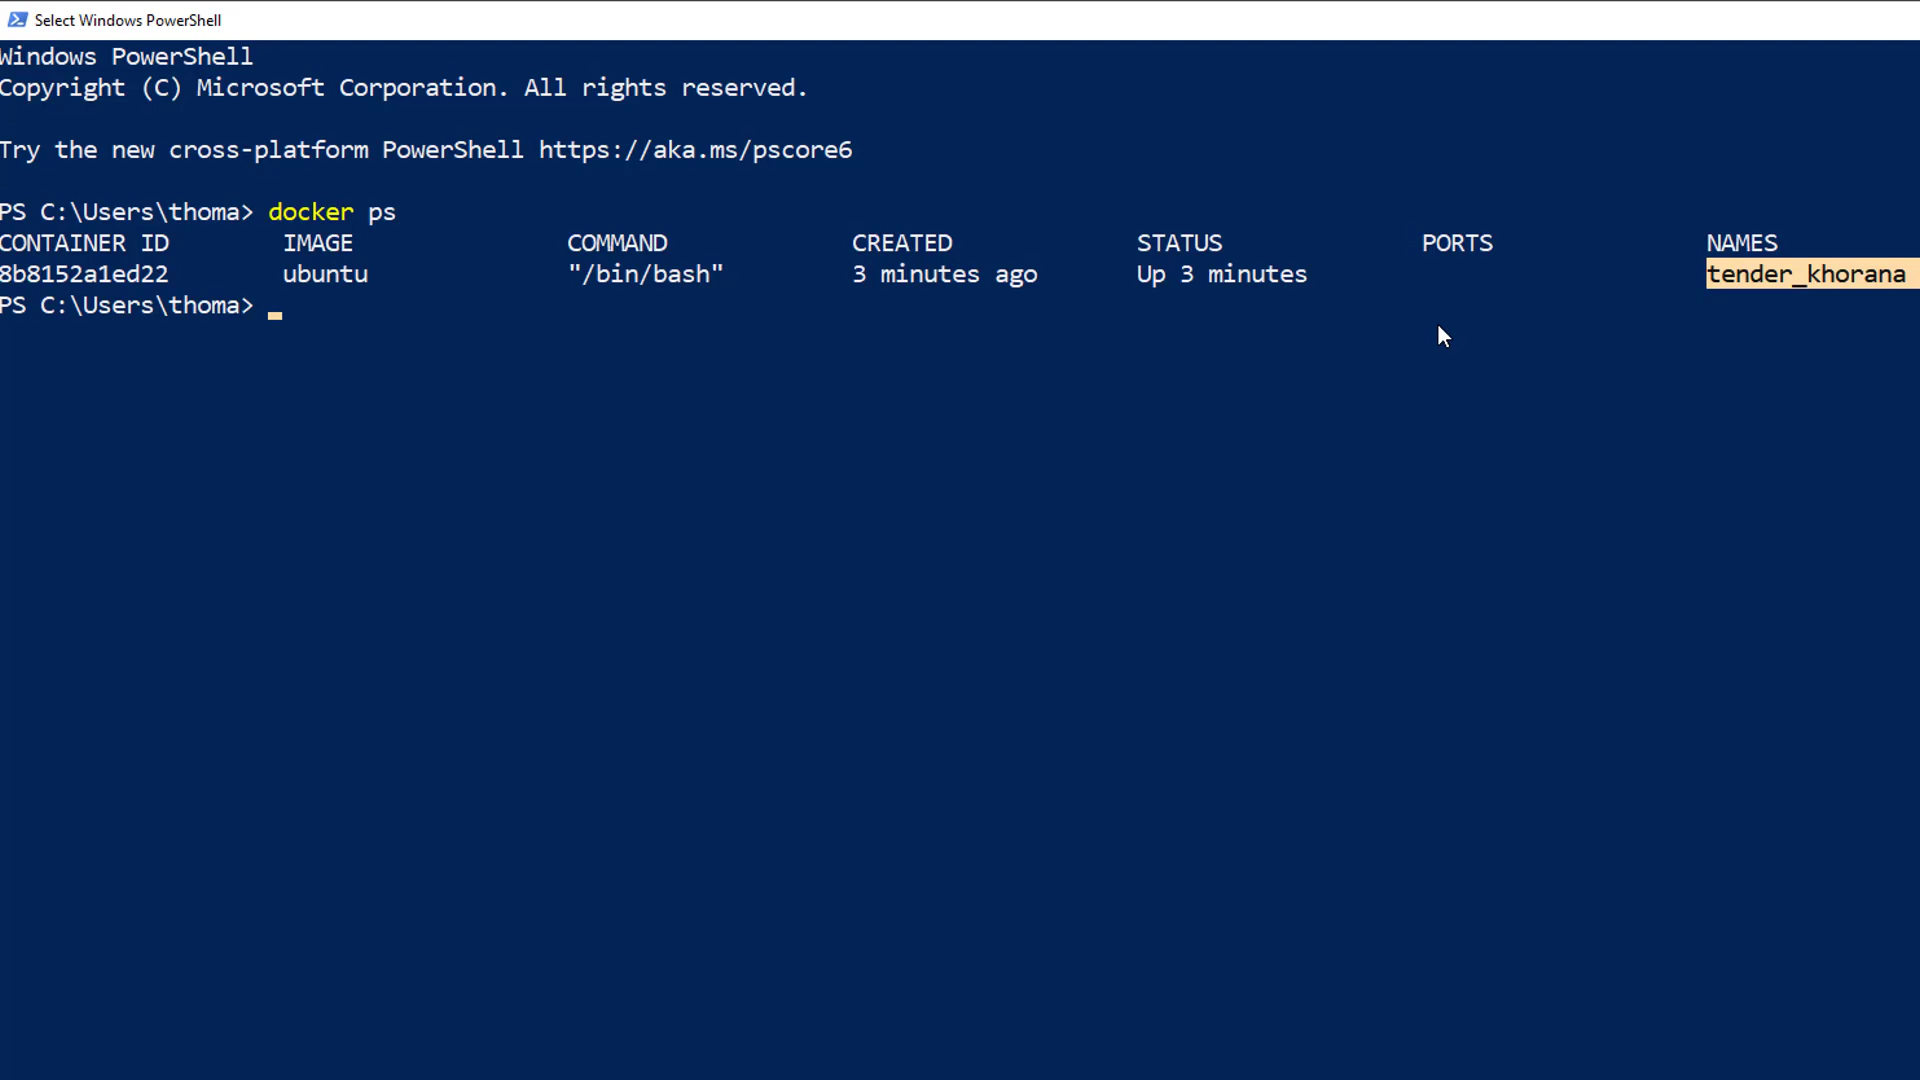 Select Windows PowerShell
Windows PowerShell
Copyright (C) Microsoft Corporation. All rights reserved.
Try the new cross-platform PowerShell https://aka.ms/pscore6
PS C:\Users\thoma> docker ps
CONTAINER ID IMAGE COMMAND CREATED STATUS PORTS NAMES
8b8152a1ed22 ubuntu "/bin/bash" 3 minutes ago Up 3 minutes tender_khorana
PS C:\Users\thoma>